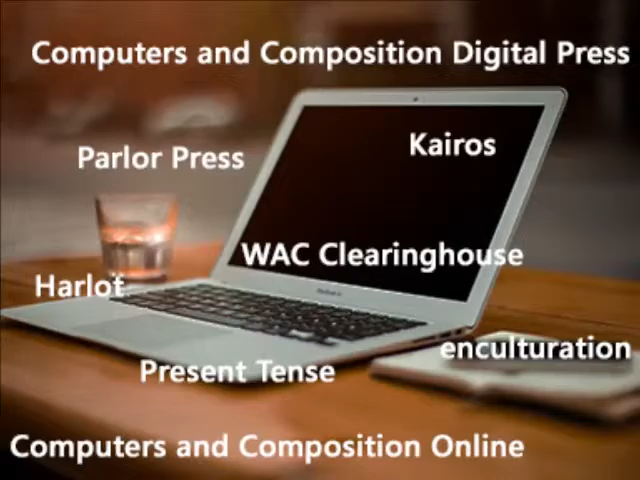 Computers and Composition Digital Press
Kairos
Parlor Press
WAC Clearinghouse
Harlot
enculturation
Present Tense
Computers and Composition Online